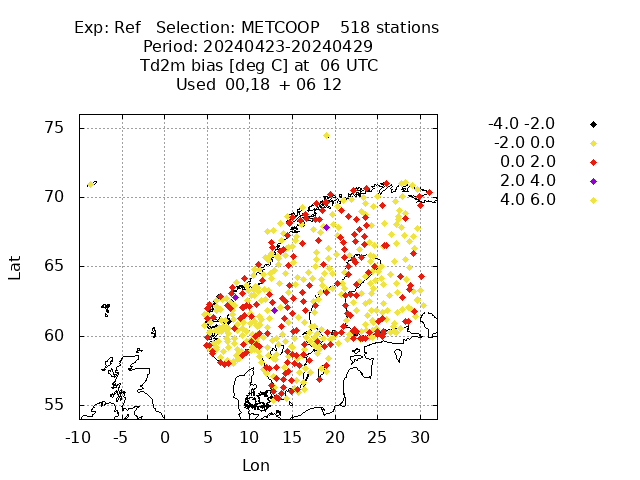 Exp: Ref   Selection: METCOOP    518 stations
Period: 20240423-20240429
Td2m bias [deg C] at  06 UTC
Used  00,18  + 06 12
-4.0 -2.0
-2.0 0.0
0.0 2.0
2.0 4.0
4.0 6.0
75
70
65
60
55
Lat
-10 -5 0 5 10 15 20 25 30
Lon